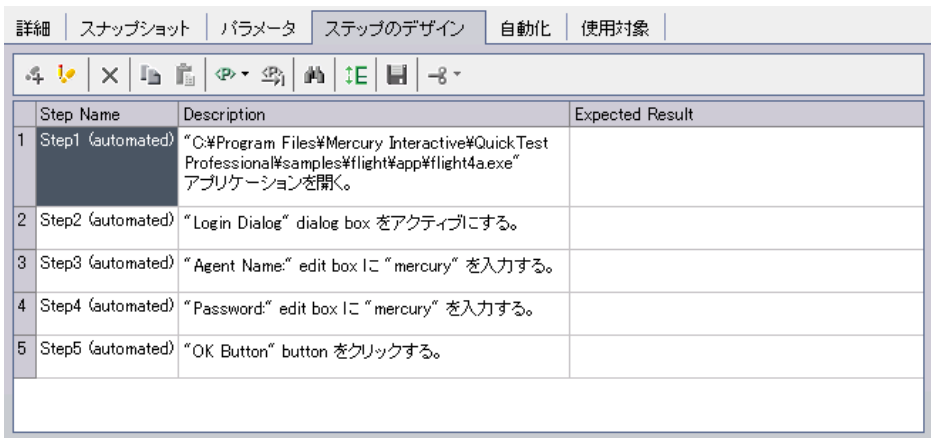 詳細 スナップショット パラメータ ステップのデザイン 自動化 使用対象
Step Name Description Expected Result
1 Step1 (automated) "C:¥Program Files¥Mercury Interactive¥QuickTest
Professional¥samples¥flight¥app¥flight4a.exe"
アプリケーションを開く。
2 Step2 (automated) "Login Dialog" dialog box をアクティブにする。
3 Step3 (automated) "Agent Name:" edit box に "mercury" を入力する。
4 Step4 (automated) "Password:" edit box に "mercury" を入力する。
5 Step5 (automated) "OK Button" button をクリックする。